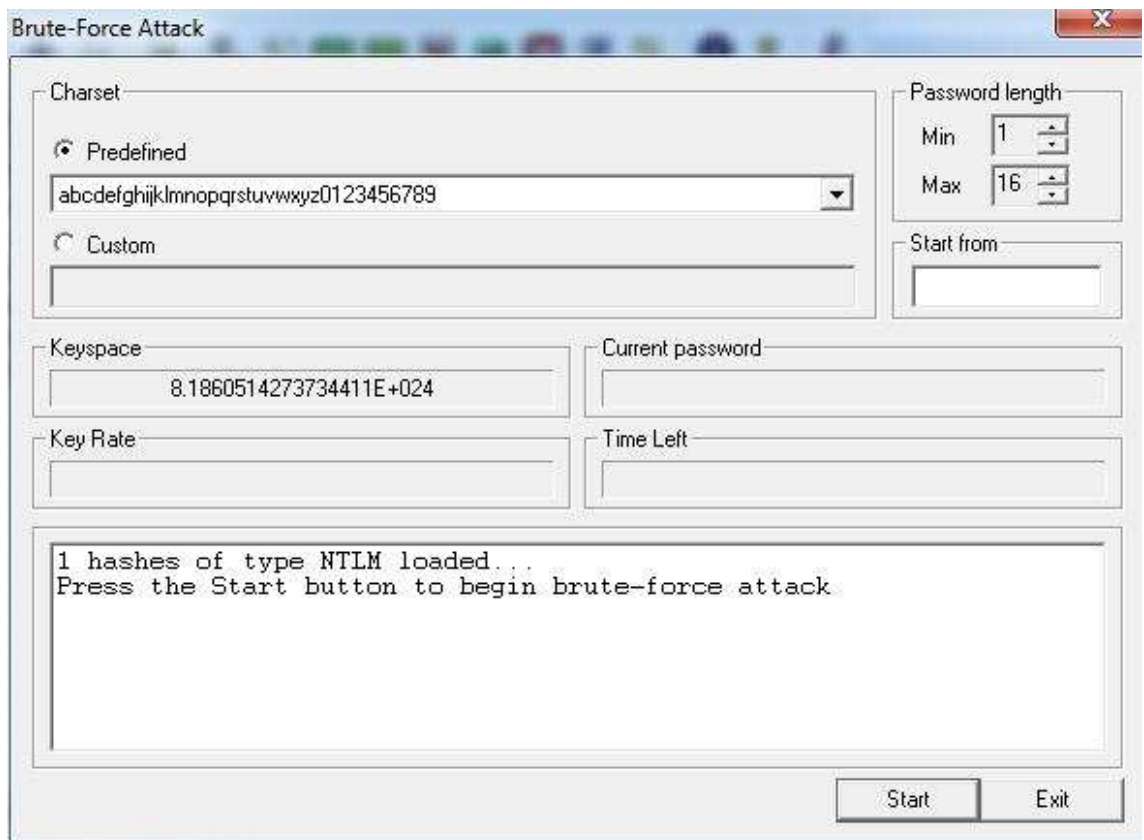 Brute-Force Attack
X
Charset
Predefined
abcdefghijklmnopqrstuvwxyz0123456789
Custom
Password length
Min 1
Max 16
Start from
Keyspace
8.1860514273734411E+024
Current password
Key Rate
Time Left
1 hashes of type NTLM loaded...
Press the Start button to begin brute-force attack
Start
Exit